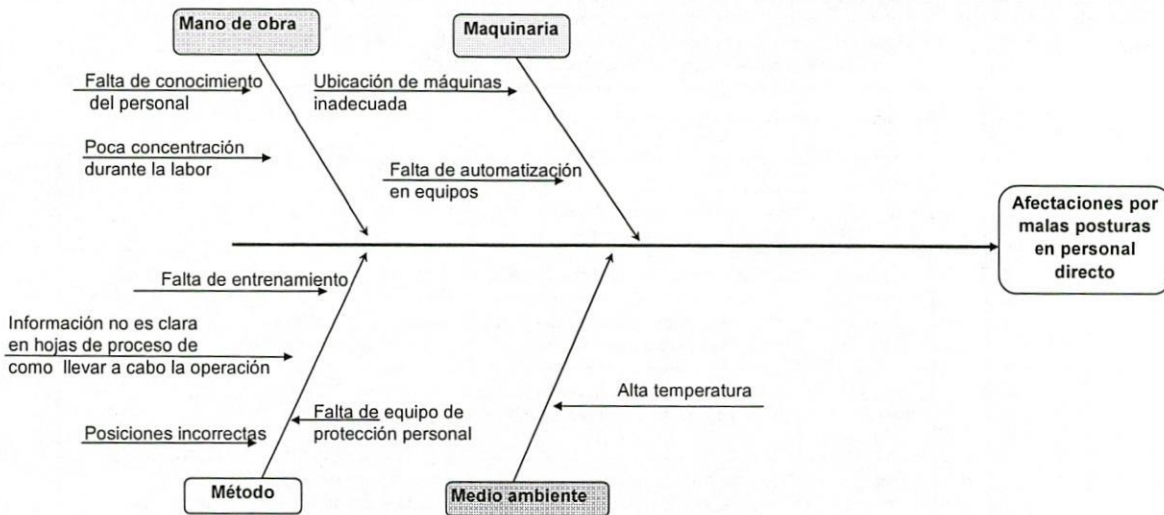 Mano de obra
Maquinaria
Falta de conocimiento
del personal
Ubicación de máquinas
inadecuada
Poca concentración
durante la labor
Falta de automatización
en equipos
Afectaciones por
malas posturas
en personal
directo
Falta de entrenamiento
Información no es clara
en hojas de proceso de
como llevar a cabo la operación
Alta temperatura
Falta de equipo de
protección personal
Posiciones incorrectas
Método
Medio ambiente